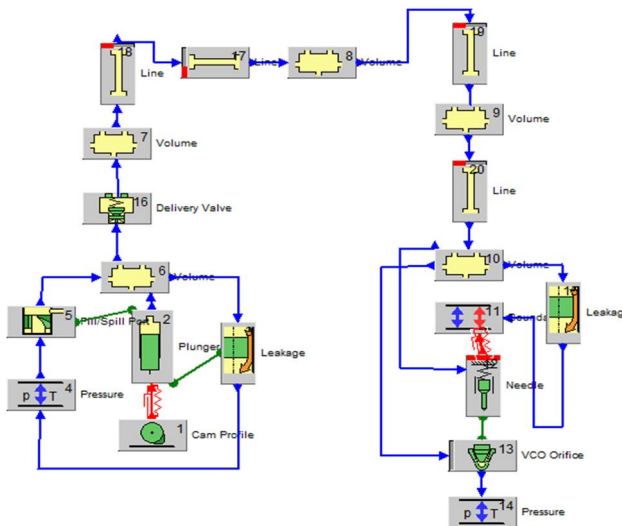 18
Line
17
Line
8
Volume
19
Line
7
Volume
9
Volume
16
Delivery Valve
20
Line
6
Volume
10
Volume
5
Fill/Spill Port
2
Plunger
Leakage
11
Leakag
4
p T
Pressure
Needle
1
Cam Profile
13
VCO Orifice
14
p T
Pressure